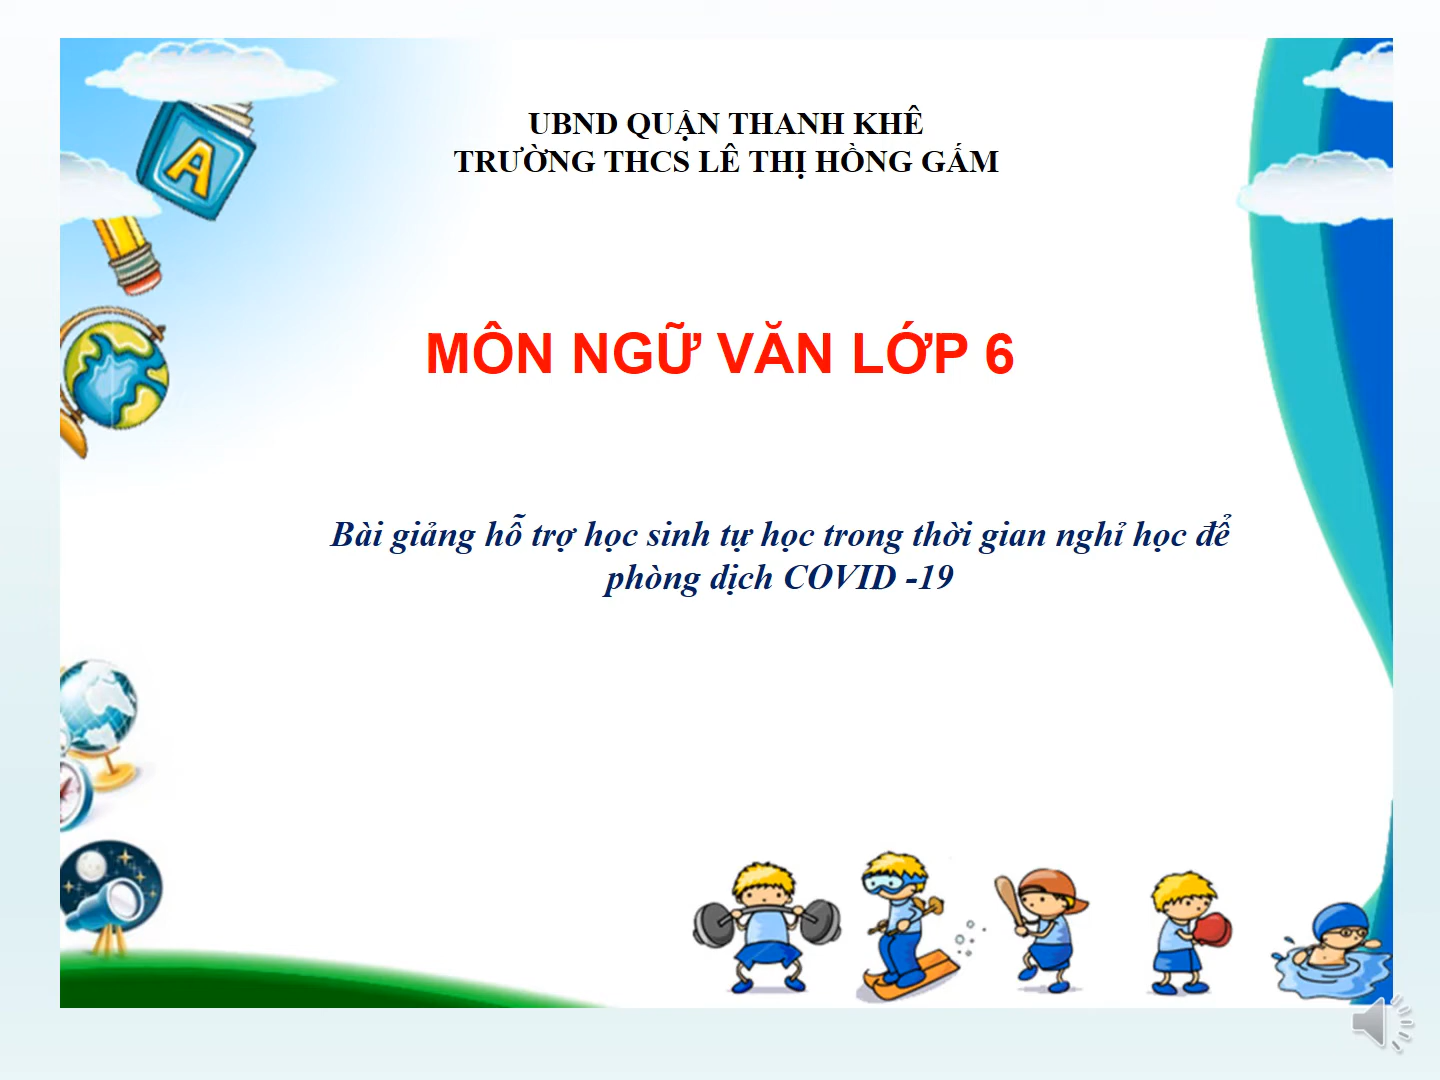 UBND QUẬN THANH KHÊ
TRƯỜNG THCS LÊ THỊ HỒNG GẤM
MÔN NGỮ VĂN LỚP 6
Bài giảng hỗ trợ học sinh tự học trong thời gian nghỉ học để
phòng dịch COVID -19
A